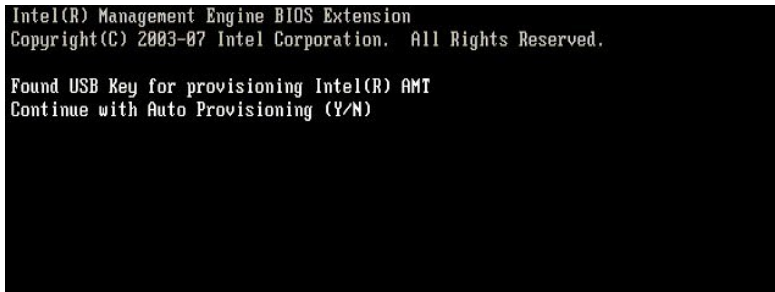 Intel(R) Management Engine BIOS Extension
Copyright(C) 2003-07 Intel Corporation.  All Rights Reserved.
Found USB Key for provisioning Intel(R) AMT
Continue with Auto Provisioning (Y/N)